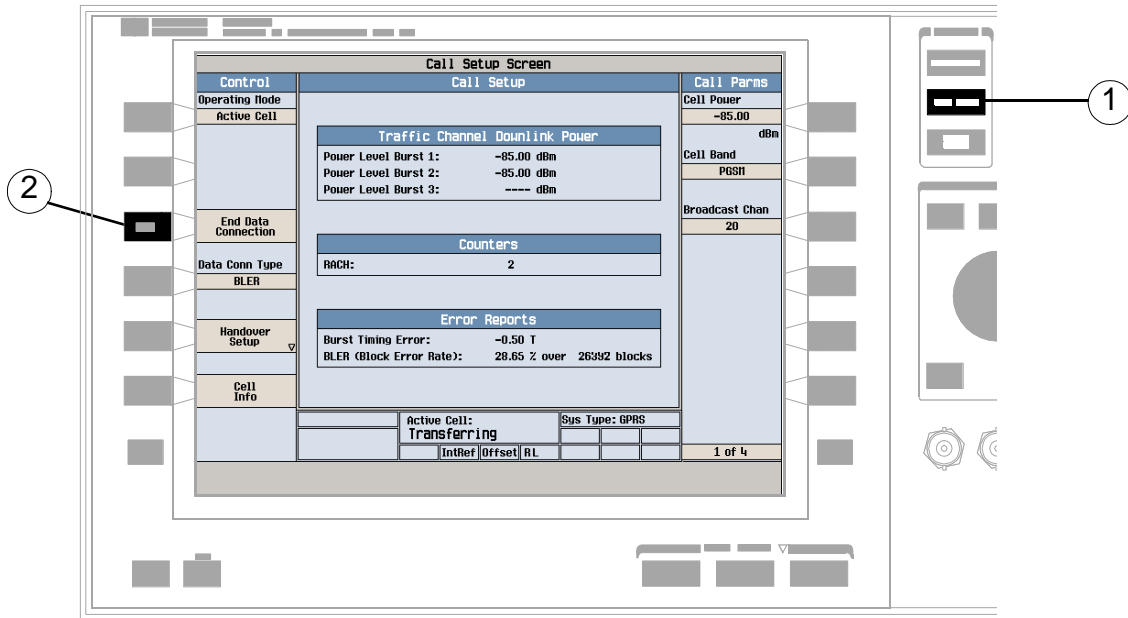 Call Setup Screen
Control
Call Setup
Call Parms
Operating Mode
Active Cell
Cell Power
-85.00
dBm
Traffic Channel Downlink Power
Power Level Burst 1: -85.00 dBm
Power Level Burst 2: -85.00 dBm
Power Level Burst 3: ---- dBm
Cell Band
PGSM
End Data
Connection
Broadcast Chan
20
Counters
RACH: 2
Data Conn Type
BLER
Error Reports
Burst Timing Error: -0.50 T
BLER (Block Error Rate): 28.65 % over 26392 blocks
Handover
Setup
Cell
Info
Active Cell:
Transferring
Sys Type: GPRS
IntRef Offset RL
1 of 4
1
2